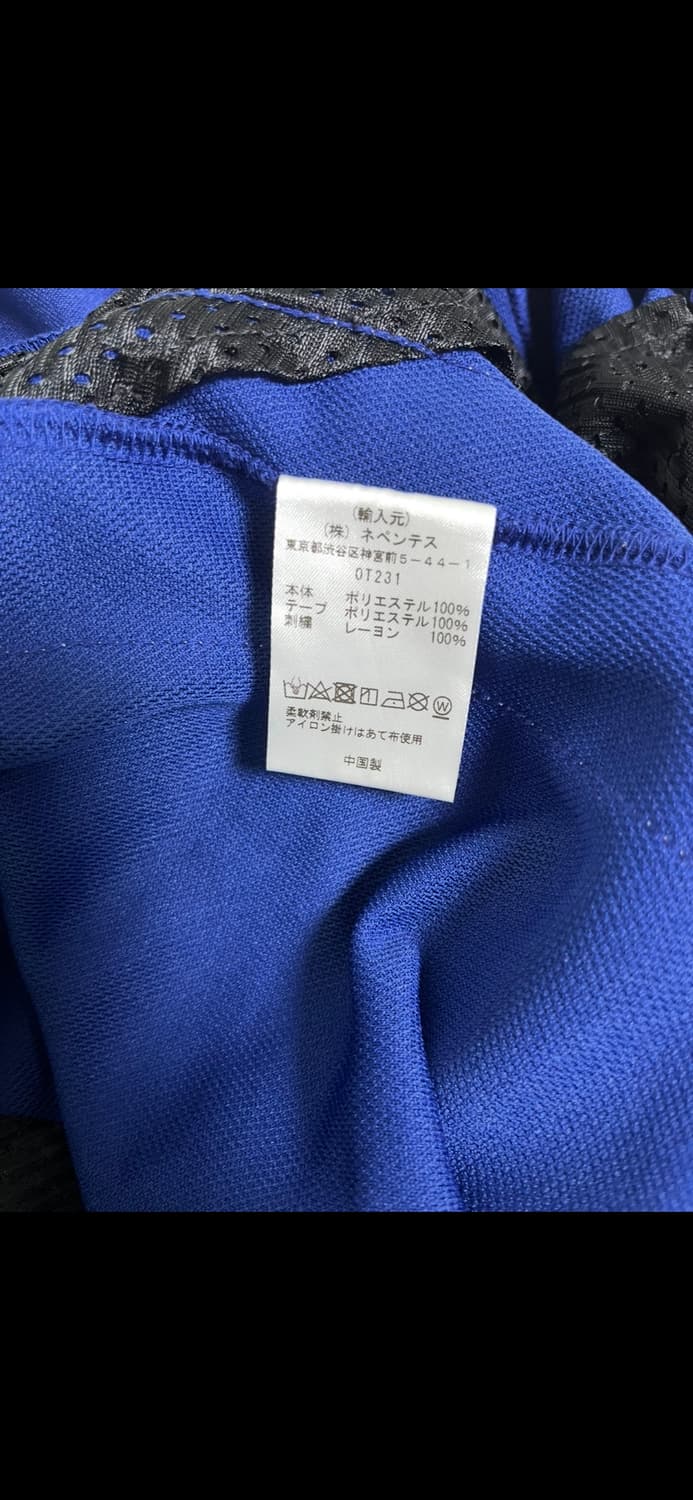 (輸入元)
(株) ネペンテス
東京都渋谷区神宮前5-44-1
OT231
本体 ポリエステル100%
テープ ポリエステル100%
刺繍 レーヨン 100%
W
柔軟剤禁止
アイロン掛けはあて布使用
中国製